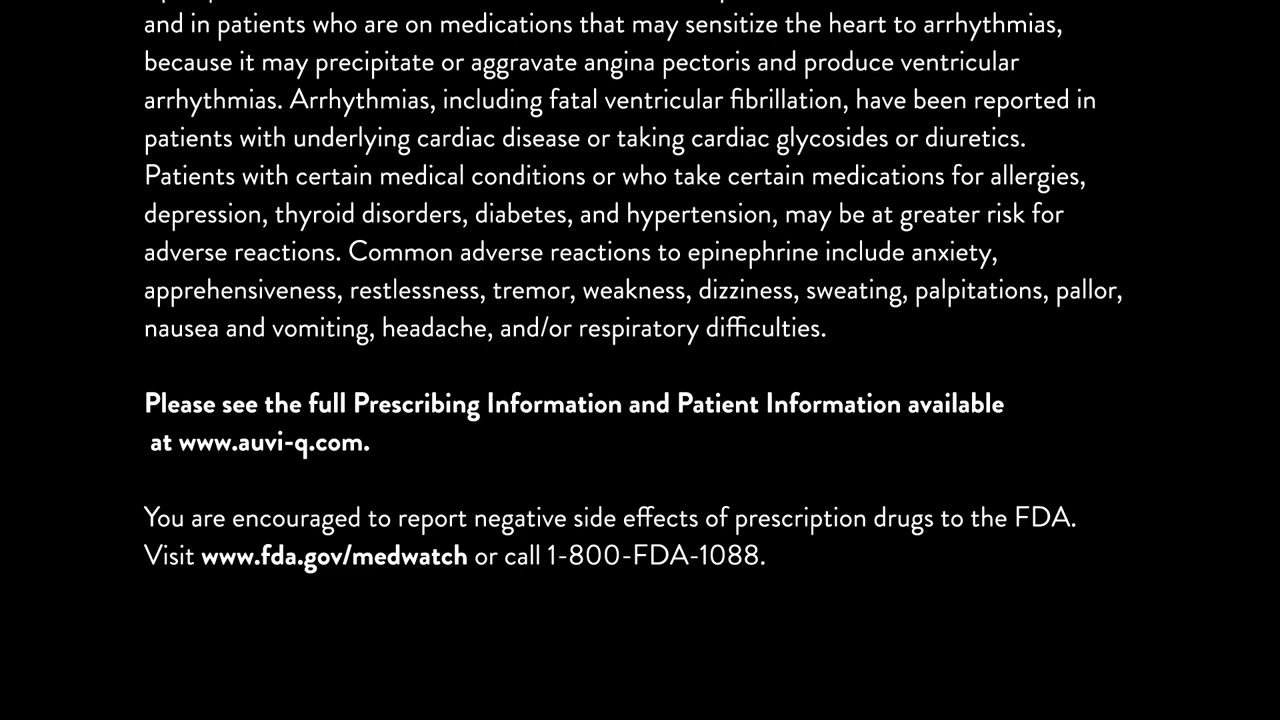 and in patients who are on medications that may sensitize the heart to arrhythmias,
because it may precipitate or aggravate angina pectoris and produce ventricular
arrhythmias. Arrhythmias, including fatal ventricular fibrillation, have been reported in
patients with underlying cardiac disease or taking cardiac glycosides or diuretics.
Patients with certain medical conditions or who take certain medications for allergies,
depression, thyroid disorders, diabetes, and hypertension, may be at greater risk for
adverse reactions. Common adverse reactions to epinephrine include anxiety,
apprehensiveness, restlessness, tremor, weakness, dizziness, sweating, palpitations, pallor,
nausea and vomiting, headache, and/or respiratory difficulties.
Please see the full Prescribing Information and Patient Information available
at www.auvi-q.com.
You are encouraged to report negative side effects of prescription drugs to the FDA.
Visit www.fda.gov/medwatch or call 1-800-FDA-1088.